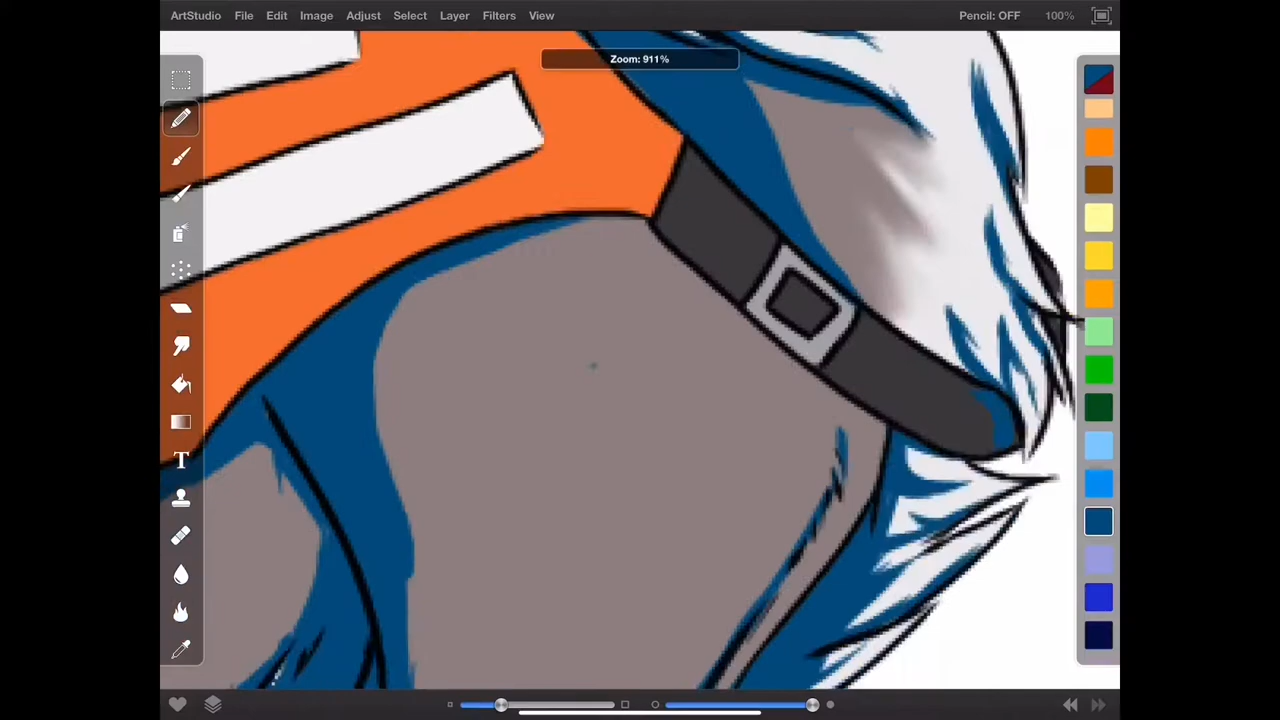 ArtStudio File Edit Image Adjust Select Layer Filters View Pencil: OFF 100%
Zoom: 911%
T